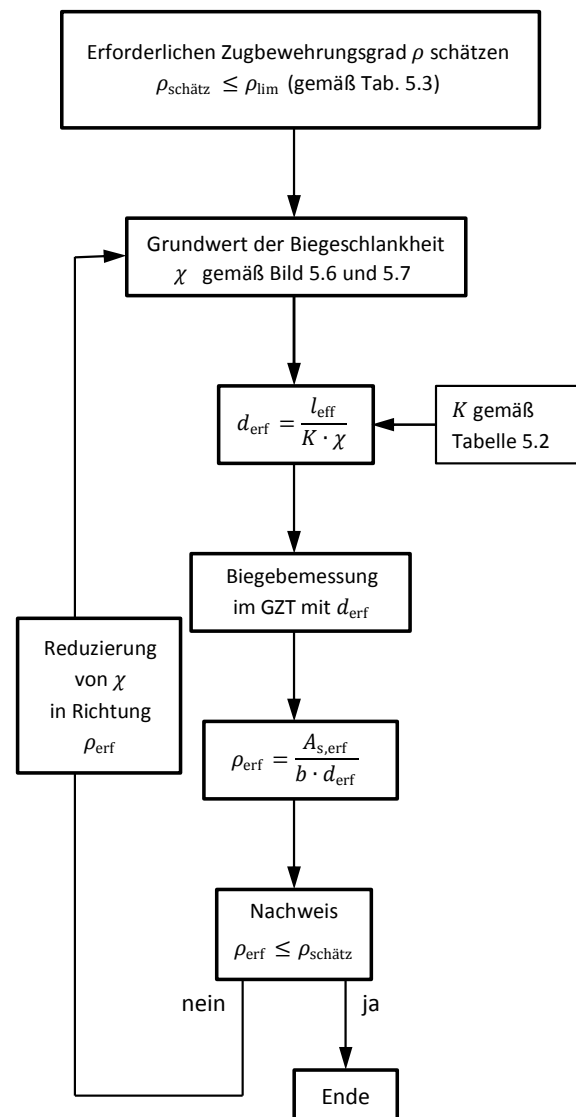 Erforderlichen Zugbewehrungsgrad ρ schätzen
ρschätz ≤ ρlim (gemäß Tab. 5.3)
Grundwert der Biegeschlankheit
χ gemäß Bild 5.6 und 5.7
derf = leff / (K · χ)
K gemäß
Tabelle 5.2
Biegebemessung
im GZT mit derf
Reduzierung
von χ
in Richtung
ρerf
ρerf = As,erf / (b · derf)
Nachweis
ρerf ≤ ρschätz
nein
ja
Ende